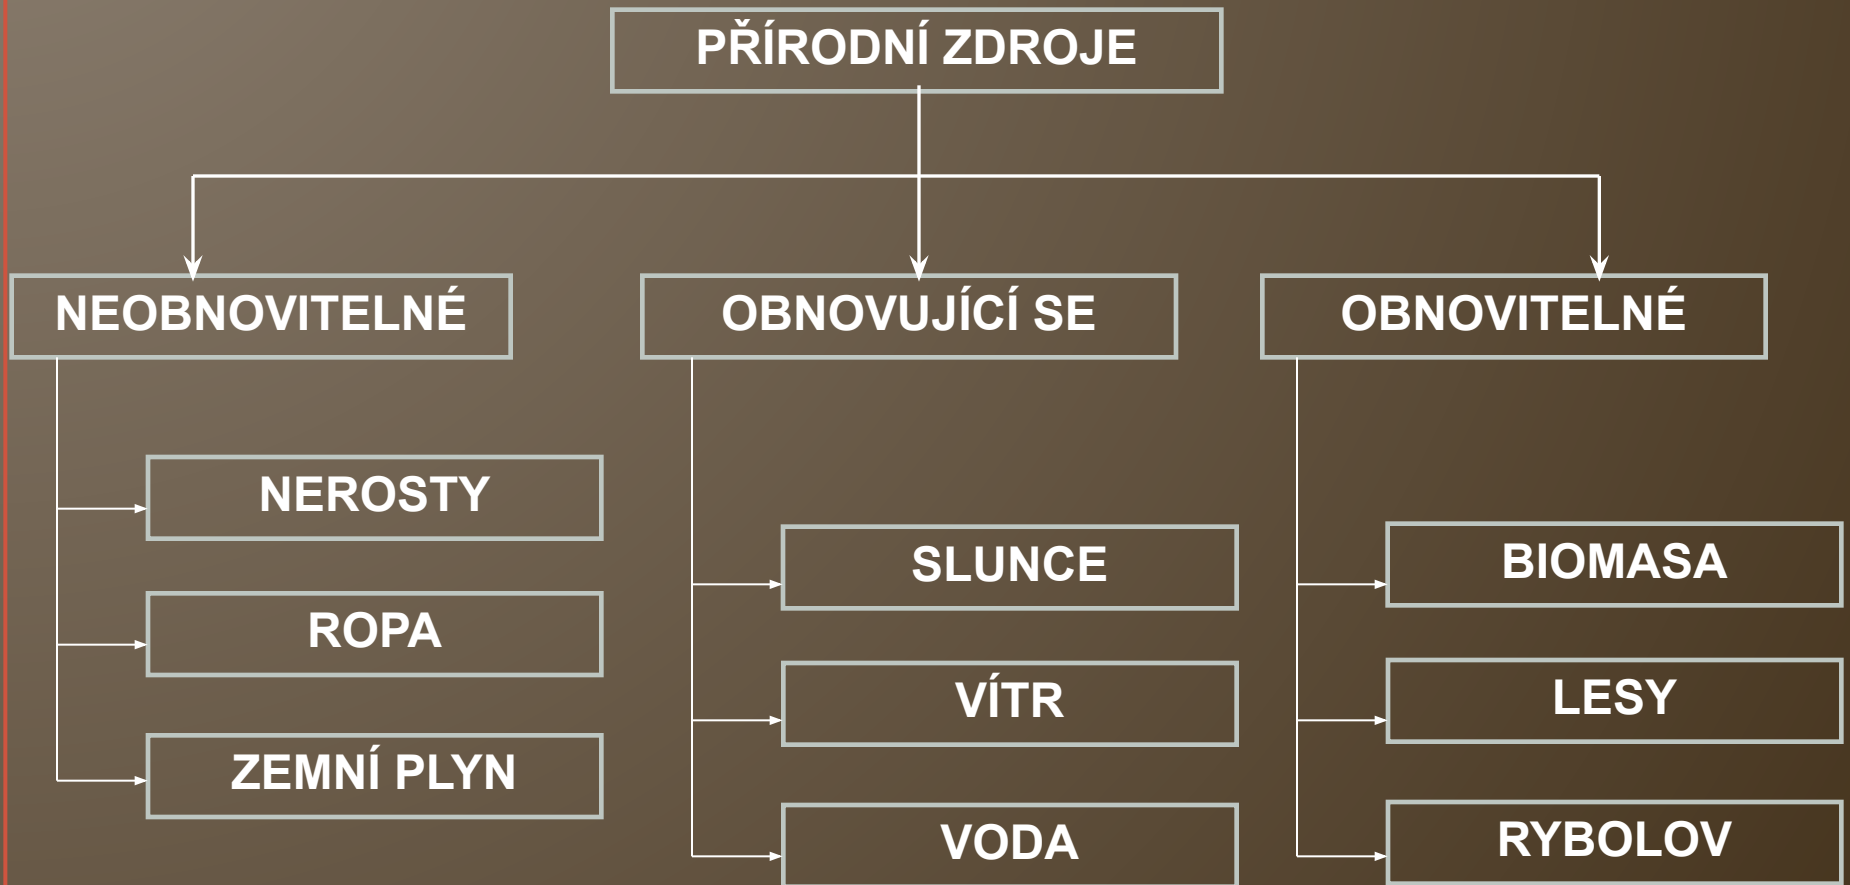 PŘÍRODNÍ ZDROJE
NEOBNOVITELNÉ
NEROSTY
ROPA
ZEMNÍ PLYN
OBNOVUJÍCÍ SE
SLUNCE
VÍTR
VODA
OBNOVITELNÉ
BIOMASA
LESY
RYBOLOV